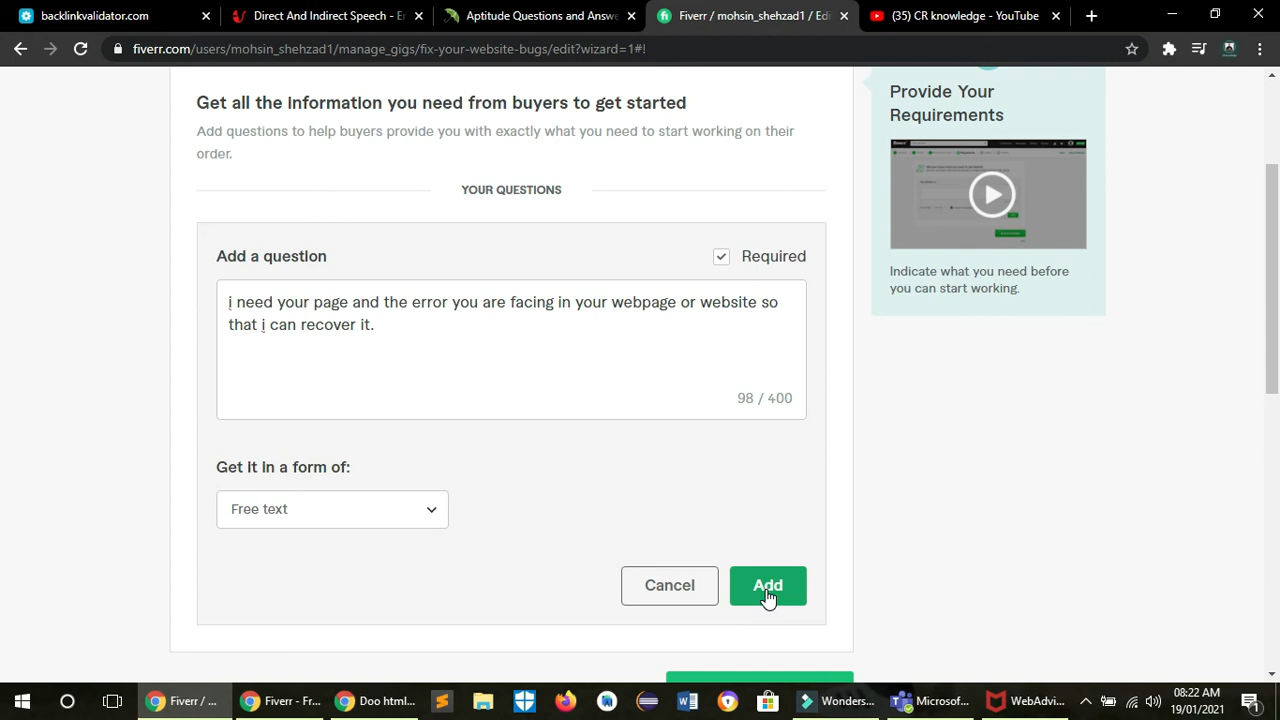 backlinkvalidator.com
Direct And Indirect Speech - E
Aptitude Questions and Answe
Fiverr / mohsin_shehzad1 / Edi
(35) CR knowledge - YouTube
fiverr.com/users/mohsin_shehzad1/manage_gigs/fix-your-website-bugs/edit?wizard=1#!
Get all the information you need from buyers to get started
Add questions to help buyers provide you with exactly what you need to start working on their
order.
YOUR QUESTIONS
Add a question
Required
i need your page and the error you are facing in your webpage or website so
that i can recover it.
98 / 400
Get it in a form of:
Free text
Cancel
Add
Provide Your
Requirements
Indicate what you need before
you can start working.
Fiverr / ...
Fiverr - Fr...
Doo html...
Wonders...
Microsof...
WebAdvi...
08:22 AM
19/01/2021
1